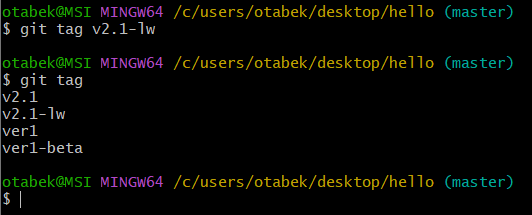 otabek@MSI MINGW64 /c/users/otabek/desktop/hello (master)
$ git tag v2.1-lw
otabek@MSI MINGW64 /c/users/otabek/desktop/hello (master)
$ git tag
v2.1
v2.1-lw
ver1
ver1-beta
otabek@MSI MINGW64 /c/users/otabek/desktop/hello (master)
$